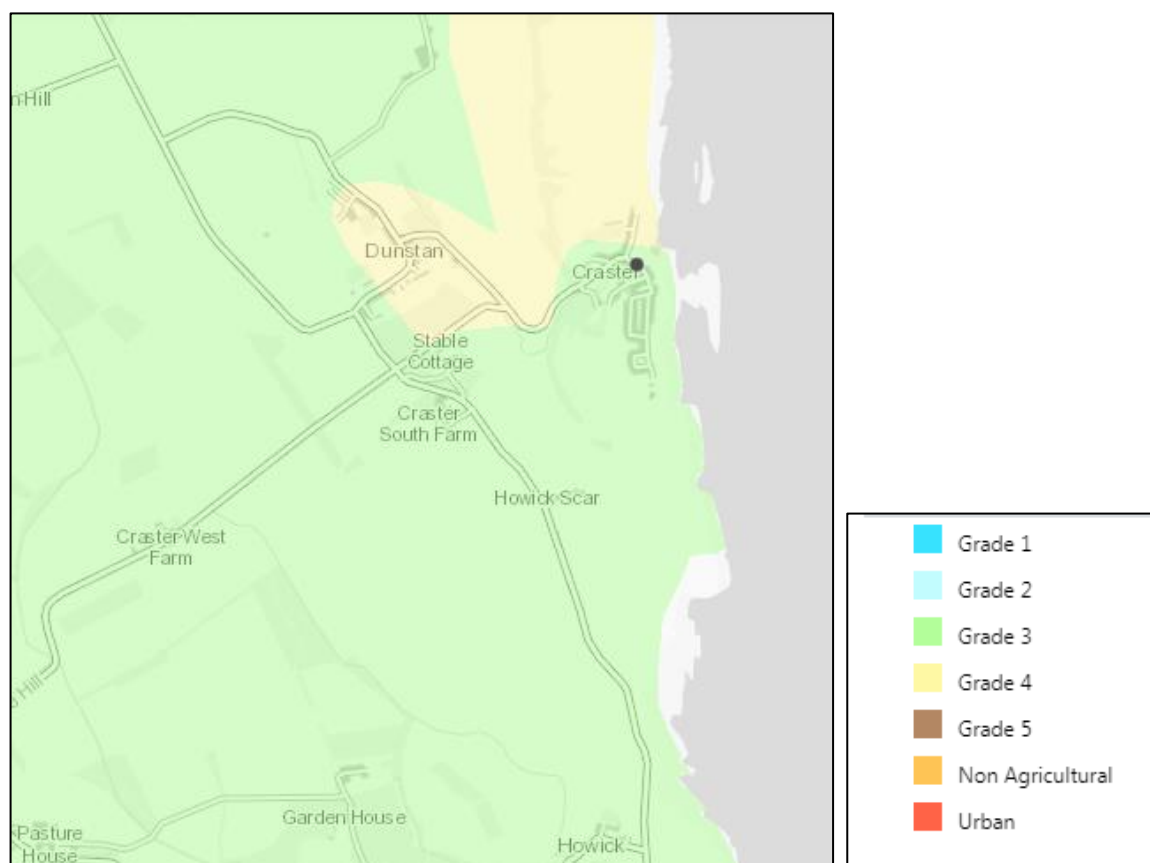 n Hill
Dunstan
Craster
Stable
Cottage
Craster
South Farm
Howick Scar
Craster West
Farm
Hill
Garden House
Pasture
House
Howick
Grade 1
Grade 2
Grade 3
Grade 4
Grade 5
Non Agricultural
Urban